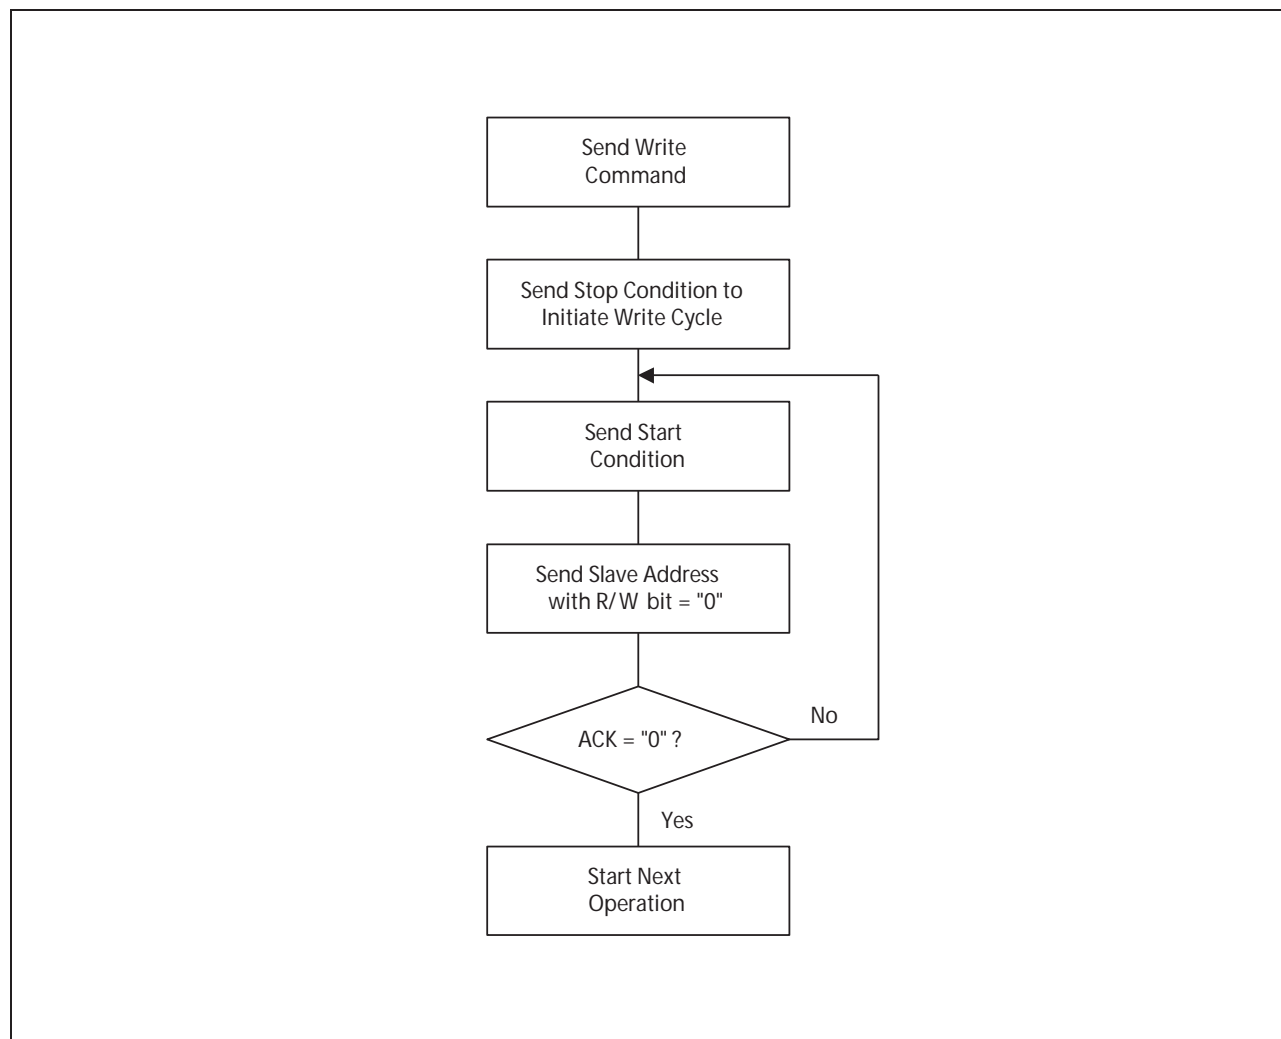 Send Write
Command
Send Stop Condition to
Initiate Write Cycle
Send Start
Condition
Send Slave Address
with R/W bit = "0"
ACK = "0" ?
No
Yes
Start Next
Operation